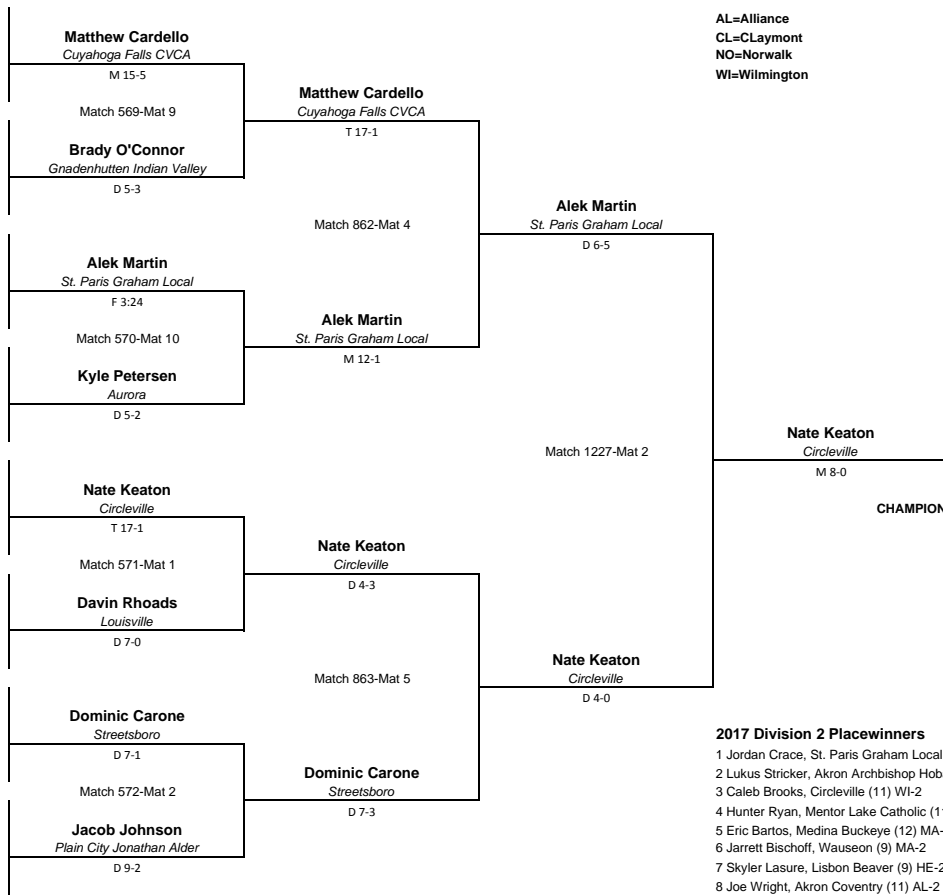 AL=Alliance
CL=CLaymont
NO=Norwalk
WI=Wilmington
Matthew Cardello
Cuyahoga Falls CVCA
M 15-5
Match 569-Mat 9
Brady O'Connor
Gnadenhutten Indian Valley
D 5-3
Alek Martin
St. Paris Graham Local
F 3:24
Match 570-Mat 10
Kyle Petersen
Aurora
D 5-2
Nate Keaton
Circleville
T 17-1
Match 571-Mat 1
Davin Rhoads
Louisville
D 7-0
Dominic Carone
Streetsboro
D 7-1
Match 572-Mat 2
Jacob Johnson
Plain City Jonathan Alder
D 9-2
Matthew Cardello
Cuyahoga Falls CVCA
T 17-1
Match 862-Mat 4
Alek Martin
St. Paris Graham Local
M 12-1
Nate Keaton
Circleville
D 4-3
Match 863-Mat 5
Dominic Carone
Streetsboro
D 7-3
Alek Martin
St. Paris Graham Local
D 6-5
Match 1227-Mat 2
Nate Keaton
Circleville
D 4-0
Nate Keaton
Circleville
M 8-0
CHAMPION
2017 Division 2 Placewinners
1 Jordan Crace, St. Paris Graham Local
2 Lukus Stricker, Akron Archbishop Hob
3 Caleb Brooks, Circleville (11) WI-2
4 Hunter Ryan, Mentor Lake Catholic (1
5 Eric Bartos, Medina Buckeye (12) MA-
6 Jarrett Bischoff, Wauseon (9) MA-2
7 Skyler Lasure, Lisbon Beaver (9) HE-2
8 Joe Wright, Akron Coventry (11) AL-2